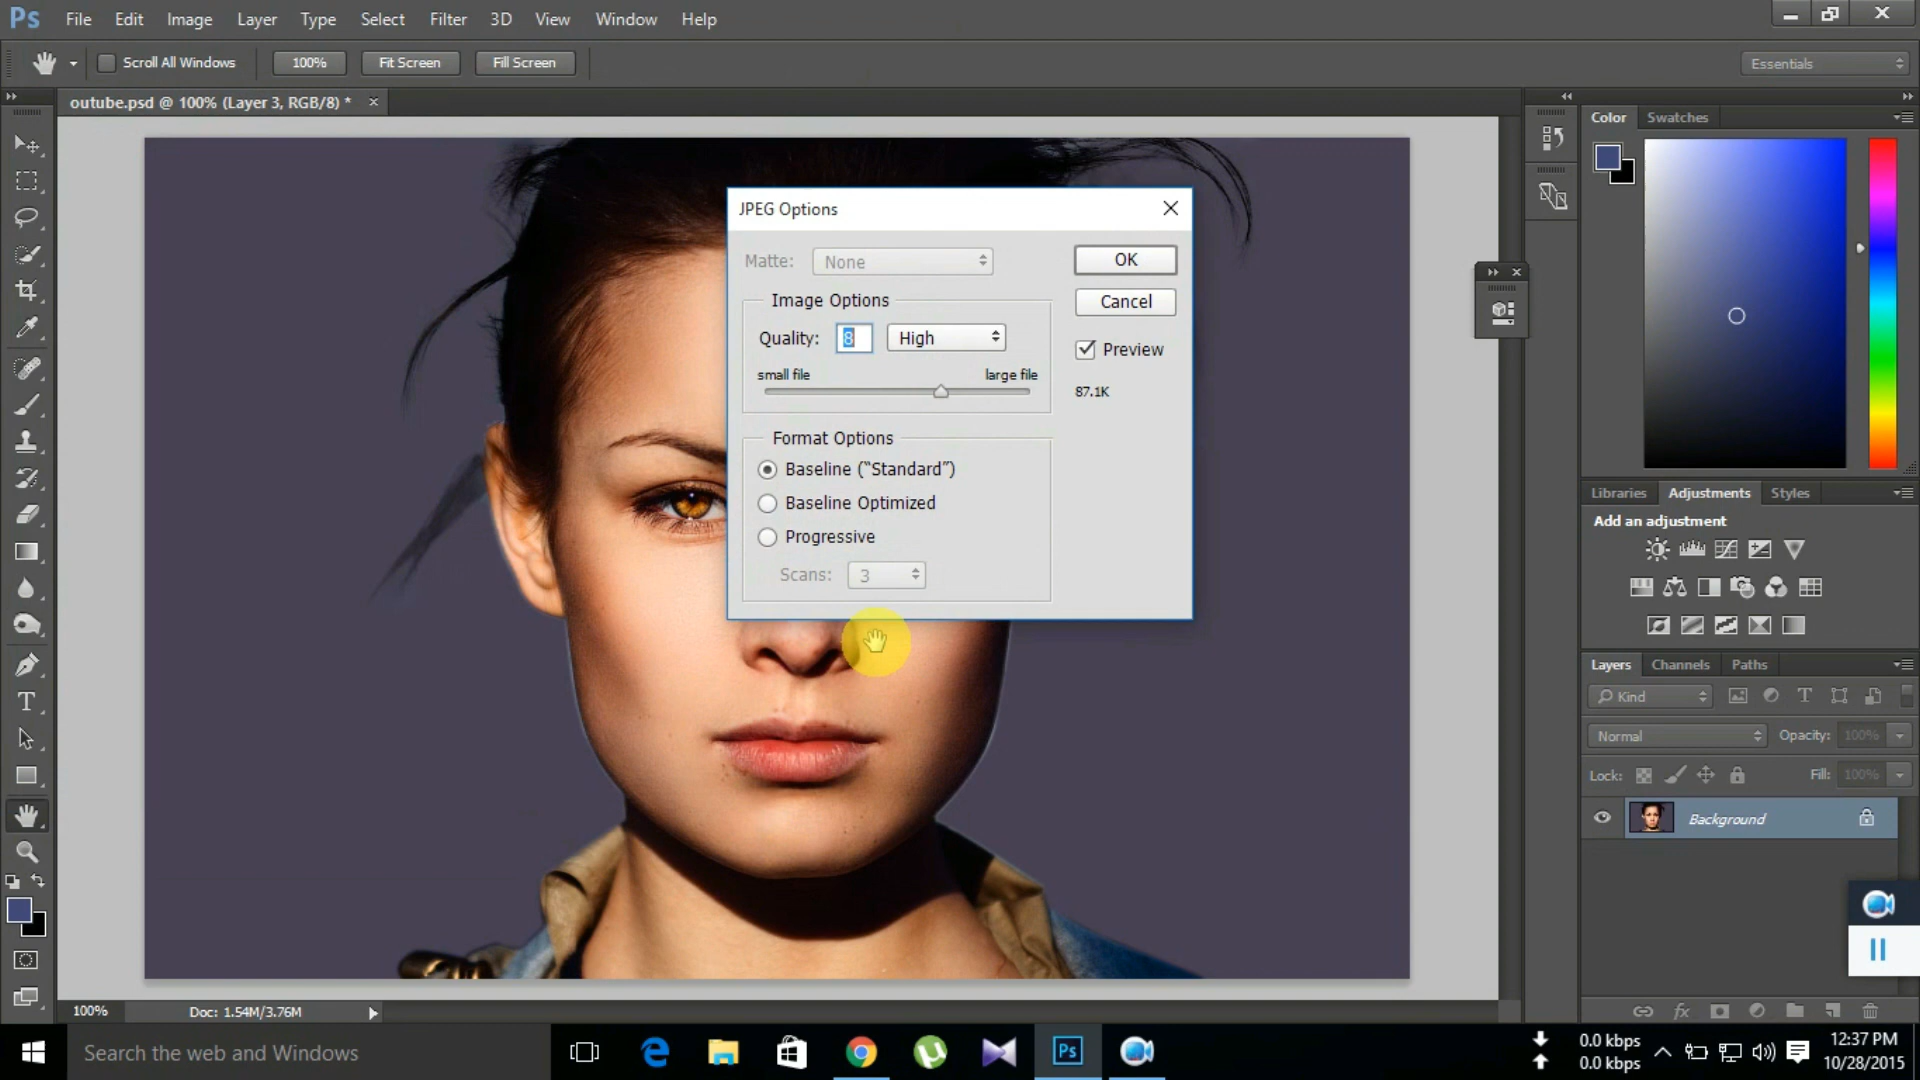 Ps File Edit Image Layer Type Select Filter 3D View Window Help
Scroll All Windows 100% Fit Screen Fill Screen Essentials
outube.psd @ 100% (Layer 3, RGB/8) *
Color Swatches
JPEG Options
Matte: None OK
Image Options
Cancel
Quality: 8 High
Preview
small file large file
87.1K
Format Options
Baseline (“Standard”)
Baseline Optimized
Progressive
Scans: 3
Libraries Adjustments Styles
Add an adjustment
Layers Channels Paths
Kind
Normal Opacity: 100%
Lock: Fill: 100%
Background
100% Doc: 1.54M/3.76M
Search the web and Windows
Ps
0.0 kbps
0.0 kbps
12:37 PM
10/28/2015